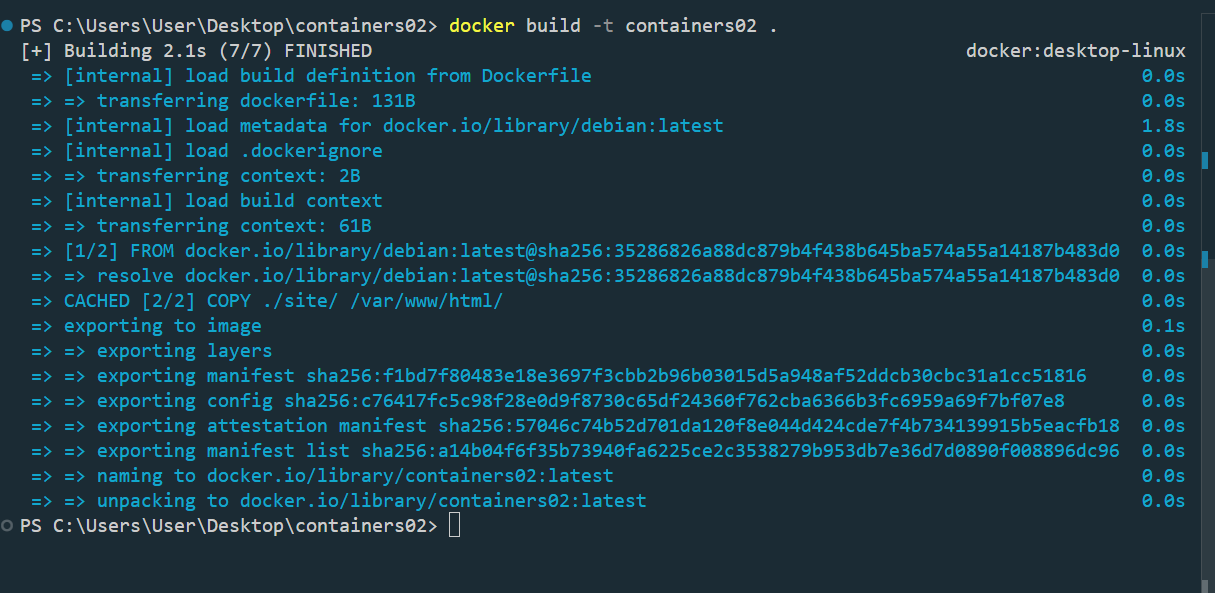 PS C:\Users\User\Desktop\containers02> docker build -t containers02 .
[+] Building 2.1s (7/7) FINISHED docker:desktop-linux
=> [internal] load build definition from Dockerfile 0.0s
=> => transferring dockerfile: 131B 0.0s
=> [internal] load metadata for docker.io/library/debian:latest 1.8s
=> [internal] load .dockerignore 0.0s
=> => transferring context: 2B 0.0s
=> [internal] load build context 0.0s
=> => transferring context: 61B 0.0s
=> [1/2] FROM docker.io/library/debian:latest@sha256:35286826a88dc879b4f438b645ba574a55a14187b483d0 0.0s
=> => resolve docker.io/library/debian:latest@sha256:35286826a88dc879b4f438b645ba574a55a14187b483d0 0.0s
=> CACHED [2/2] COPY ./site/ /var/www/html/ 0.0s
=> exporting to image 0.1s
=> => exporting layers 0.0s
=> => exporting manifest sha256:f1bd7f80483e18e3697f3cbb2b96b03015d5a948af52ddcb30cbc31a1cc51816 0.0s
=> => exporting config sha256:c76417fc5c98f28e0d9f8730c65df24360f762cba6366b3fc6959a69f7bf07e8 0.0s
=> => exporting attestation manifest sha256:57046c74b52d701da120f8e044d424cde7f4b734139915b5eacfb18 0.0s
=> => exporting manifest list sha256:a14b04f6f35b73940fa6225ce2c3538279b953db7e36d7d0890f008896dc96 0.0s
=> => naming to docker.io/library/containers02:latest 0.0s
=> => unpacking to docker.io/library/containers02:latest 0.0s
PS C:\Users\User\Desktop\containers02>